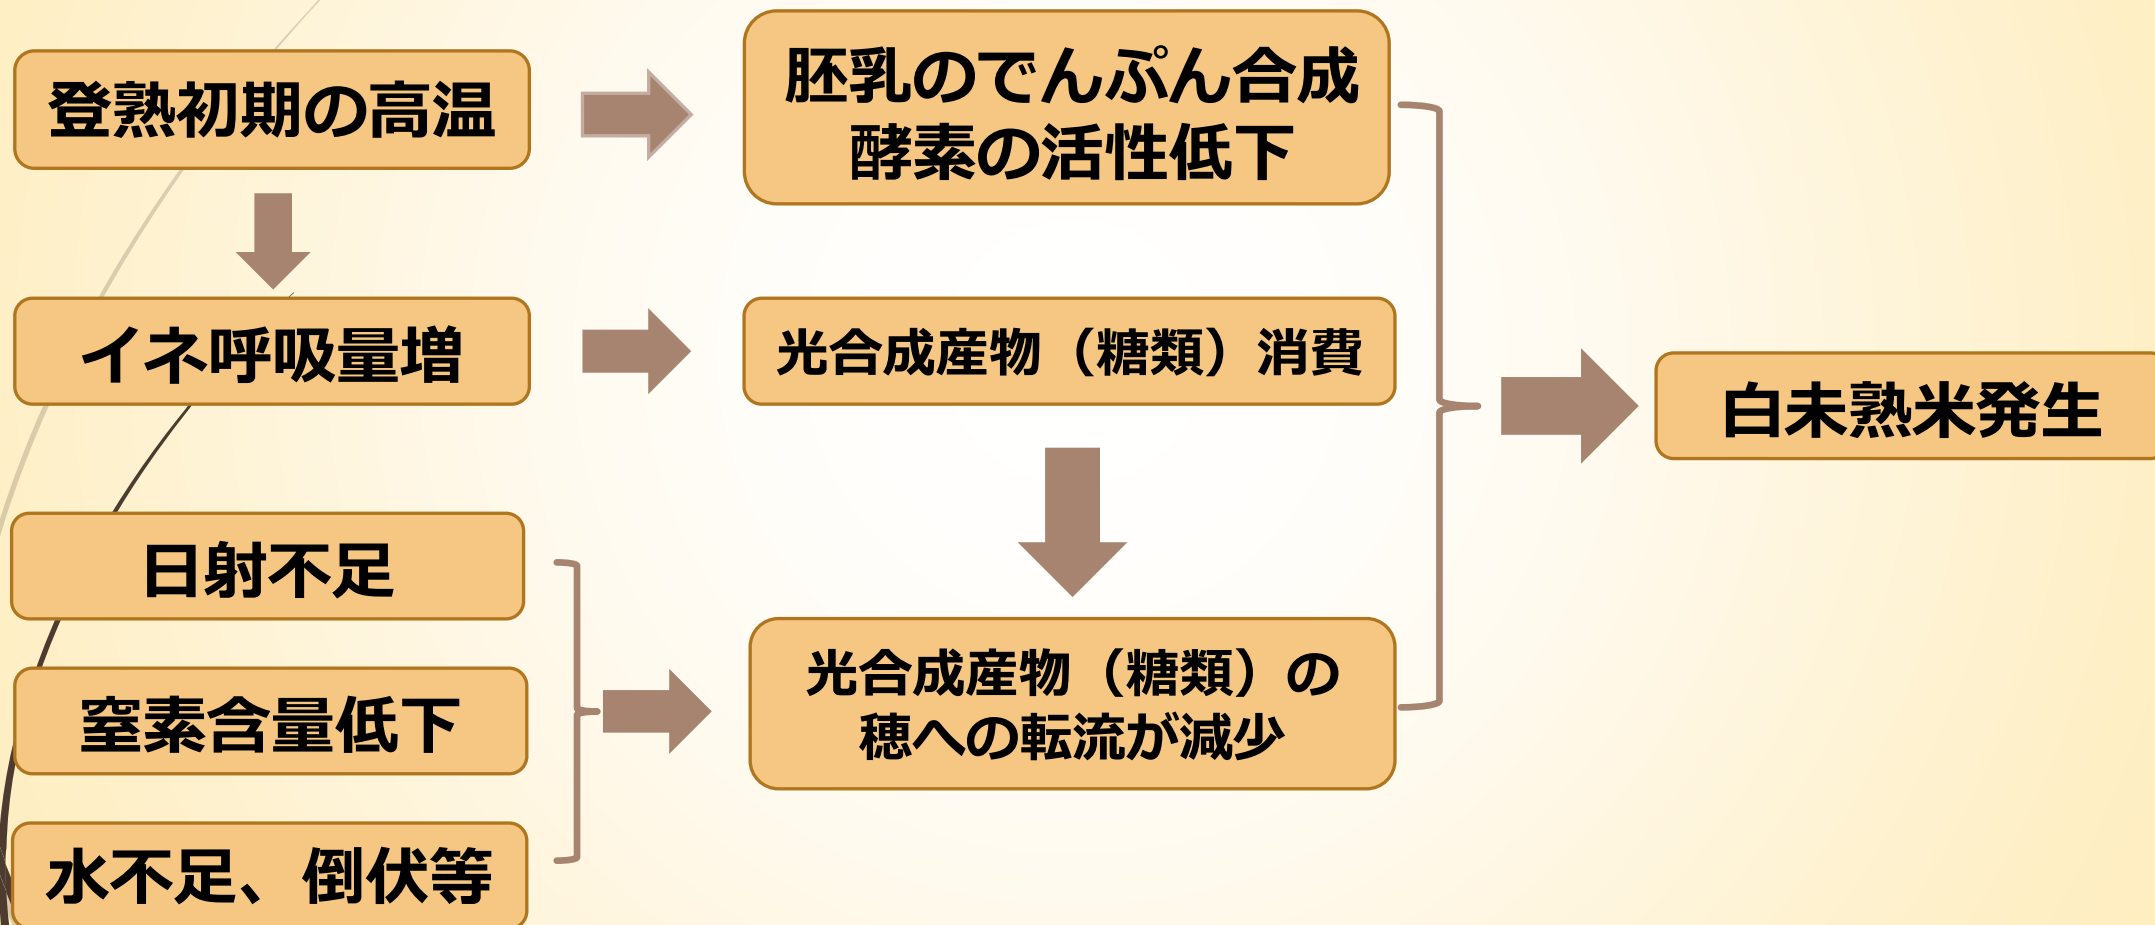 登熟初期の高温
胚乳のでんぷん合成
酵素の活性低下
イネ呼吸量増
光合成産物（糖類）消費
白未熟米発生
日射不足
窒素含量低下
水不足、倒伏等
光合成産物（糖類）の
穂への転流が減少